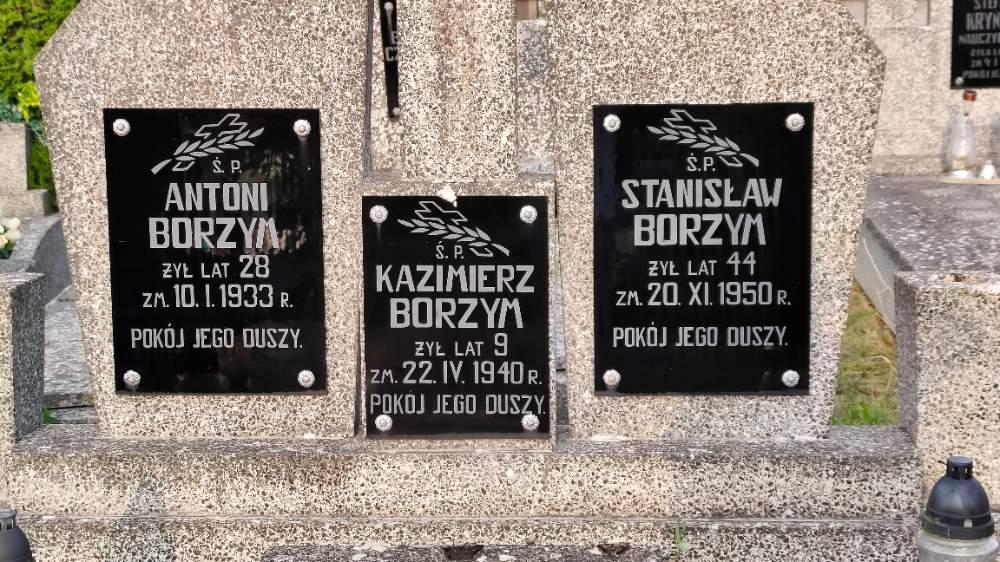 Ś.P.
ANTONI
BORZYM
ŻYŁ LAT 28
ZM. 10. I. 1933 R.
POKÓJ JEGO DUSZY.
Ś.P.
KAZIMIERZ
BORZYM
ŻYŁ LAT 9
ZM. 22. IV. 1940 R.
POKÓJ JEGO DUSZY.
Ś.P.
STANISŁAW
BORZYM
ŻYŁ LAT 44
ZM. 20. XI. 1950 R.
POKÓJ JEGO DUSZY.